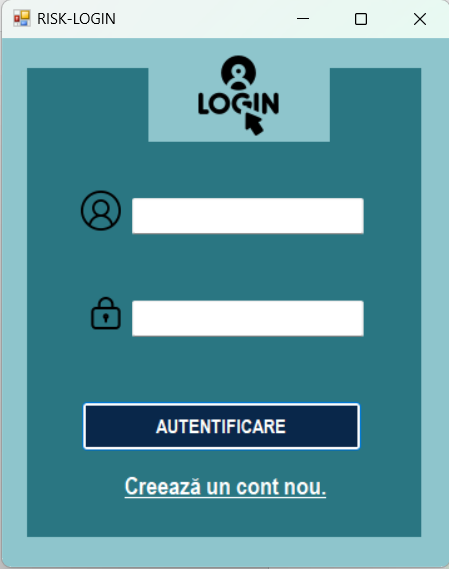 RISK-LOGIN
LOGIN
AUTENTIFICARE
Creează un cont nou.